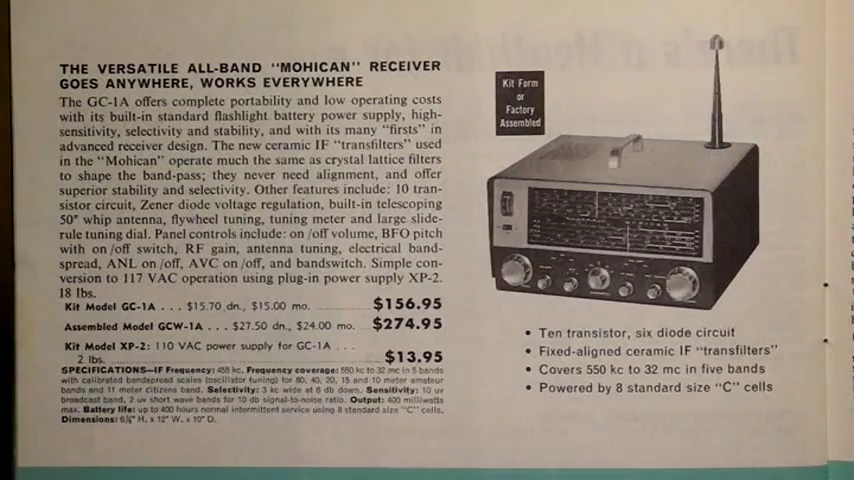 THE VERSATILE ALL-BAND "MOHICAN" RECEIVER
GOES ANYWHERE, WORKS EVERYWHERE
The GC-1A offers complete portability and low operating costs
with its built-in standard flashlight battery power supply, high-
sensitivity, selectivity and stability, and with its many "firsts" in
advanced receiver design. The new ceramic IF "transfilters" used
in the "Mohican" operate much the same as crystal lattice filters
to shape the band-pass; they never need alignment, and offer
superior stability and selectivity. Other features include: 10 tran-
sistor circuit, Zener diode voltage regulation, built-in telescoping
50" whip antenna, flywheel tuning, tuning meter and large slide-
rule tuning dial. Panel controls include: on/off volume, BFO pitch
with on/off switch, RF gain, antenna tuning, electrical band-
spread, ANL on/off, AVC on/off, and bandswitch. Simple con-
version to 117 VAC operation using plug-in power supply XP-2.
18 lbs.
Kit Model GC-1A . . . $15.70 dn., $15.00 mo. .............. $156.95
Assembled Model GCW-1A . . . $27.50 dn., $24.00 mo. .... $274.95
Kit Model XP-2: 110 VAC power supply for GC-1A . . .
2 lbs. .............. $13.95
SPECIFICATIONS—IF Frequency: 455 kc. Frequency coverage: 550 kc to 32 mc in 5 bands
with calibrated bandspread scales (oscillator tuning) for 80, 40, 20, 15 and 10 meter amateur
bands and 11 meter citizens band. Selectivity: 3 kc wide at 6 db down. Sensitivity: 10 uv
broadcast band, 2 uv short wave bands for 10 db signal-to-noise ratio. Output: 400 milliwatts
max. Battery life: up to 400 hours normal intermittent service using 8 standard size "C" cells.
Dimensions: 6⅞" H. x 12" W. x 10" D.
Kit Form
or
Factory
Assembled
• Ten transistor, six diode circuit
• Fixed-aligned ceramic IF "transfilters"
• Covers 550 kc to 32 mc in five bands
• Powered by 8 standard size "C" cells